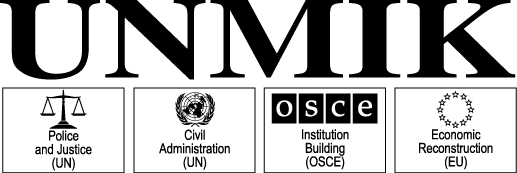 UNMIK
Police
and Justice
(UN)
Civil
Administration
(UN)
osce
Institution
Building
(OSCE)
Economic
Reconstruction
(EU)